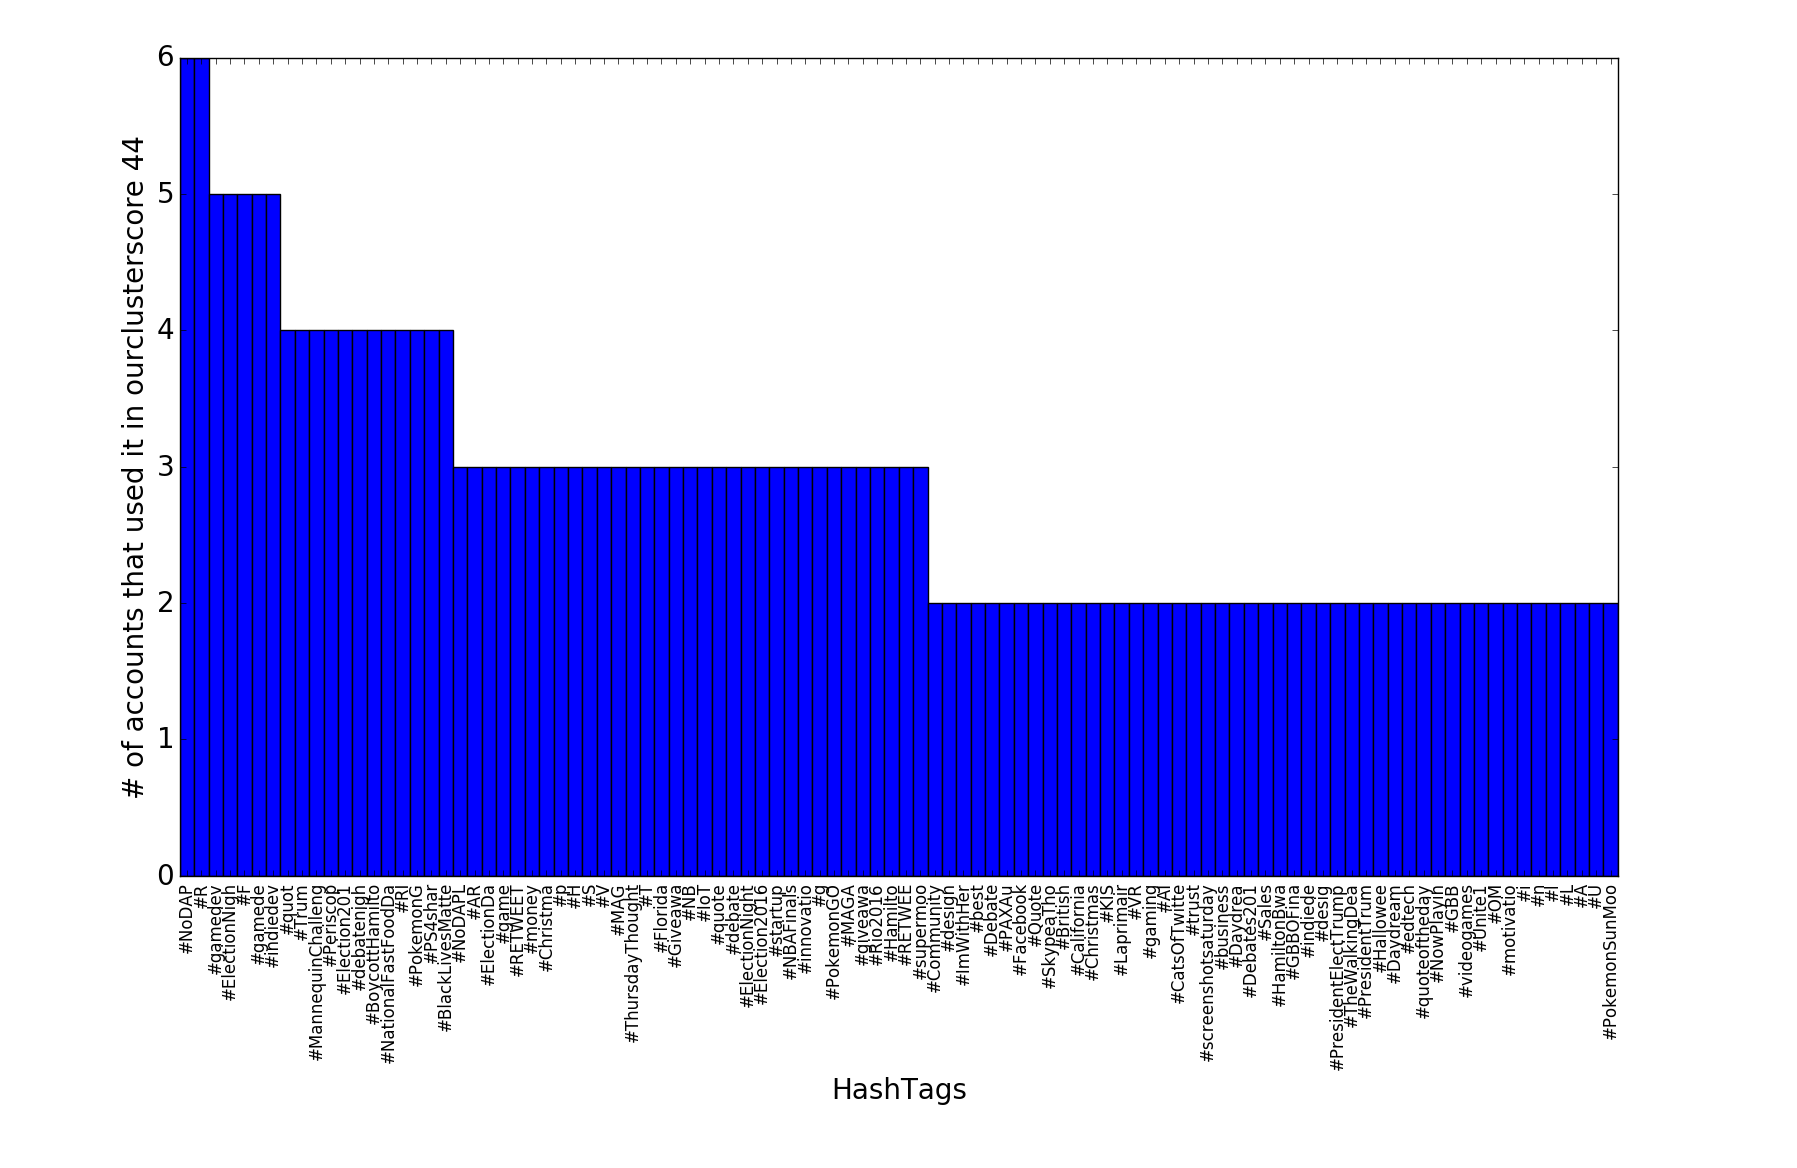 # of accounts that used it in ourclusterscore 44
6
5
4
3
2
1
0
#NoDAP
#R
#gamedev
#ElectionNigh
#F
#gamede
#indiedev
#quot
#Trum
#MannequinChalleng
#Periscop
#Election201
#debatenigh
#BoycottHamilto
#NationalFastFoodDa
#RI
#PokemonG
#PS4shar
#BlackLivesMatte
#NoDAPL
#AR
#ElectionDa
#game
#RETWEET
#money
#Christma
#p
#H
#S
#V
#MAG
#ThursdayThought
#T
#Florida
#Giveawa
#NB
#IoT
#quote
#debate
#ElectionNight
#Election2016
#startup
#NBAFinals
#innovatio
#g
#PokemonGO
#MAGA
#giveawa
#Rio2016
#Hamilto
#RETWEE
#supermoo
#Community
#design
#ImWithHer
#best
#Debate
#PAXAu
#Facebook
#Quote
#SkypeaTho
#British
#California
#Christmas
#KIS
#Laprimair
#VR
#gaming
#AI
#CatsOfTwitte
#trust
#screenshotsaturday
#business
#Daydrea
#Debates201
#Sales
#HamiltonBwa
#GBBOFina
#indiede
#desig
#PresidentElectTrump
#TheWalkingDea
#PresidentTrum
#Hallowee
#Daydream
#edtech
#quoteoftheday
#NowPlayin
#GBB
#videogames
#Unite1
#OM
#motivatio
#i
#n
#l
#L
#A
#U
#PokemonSunMoo
HashTags